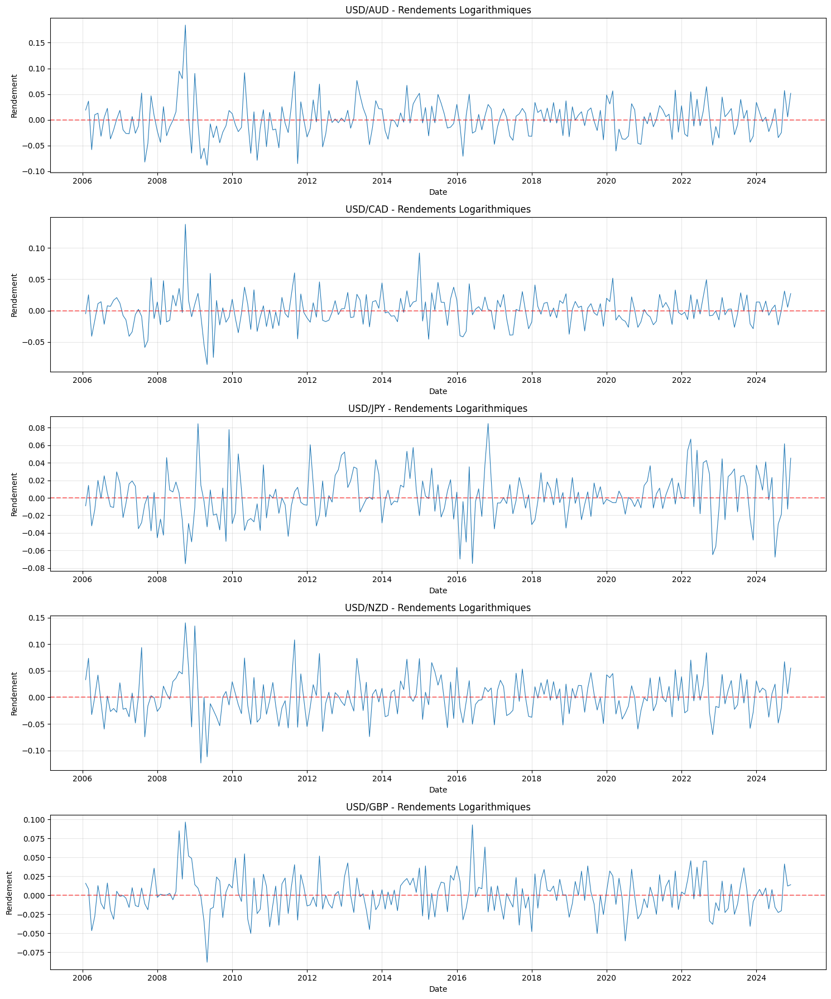 USD/AUD - Rendements Logarithmiques
0.15
0.10
0.05
0.00
−0.05
−0.10
Rendement
2006 2008 2010 2012 2014 2016 2018 2020 2022 2024
Date
USD/CAD - Rendements Logarithmiques
0.10
0.05
0.00
−0.05
Rendement
2006 2008 2010 2012 2014 2016 2018 2020 2022 2024
Date
USD/JPY - Rendements Logarithmiques
0.08
0.06
0.04
0.02
0.00
−0.02
−0.04
−0.06
−0.08
Rendement
2006 2008 2010 2012 2014 2016 2018 2020 2022 2024
Date
USD/NZD - Rendements Logarithmiques
0.15
0.10
0.05
0.00
−0.05
−0.10
Rendement
2006 2008 2010 2012 2014 2016 2018 2020 2022 2024
Date
USD/GBP - Rendements Logarithmiques
0.100
0.075
0.050
0.025
0.000
−0.025
−0.050
−0.075
Rendement
2006 2008 2010 2012 2014 2016 2018 2020 2022 2024
Date